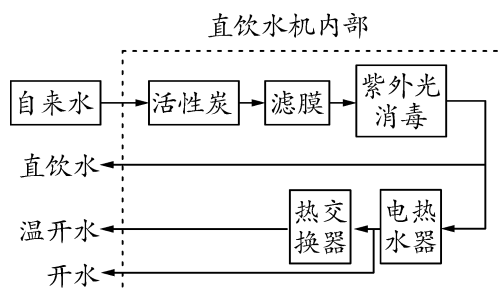 直饮水机内部
自来水
活性炭
滤膜
紫外光
消毒
直饮水
温开水
热交
换器
电热
水器
开水